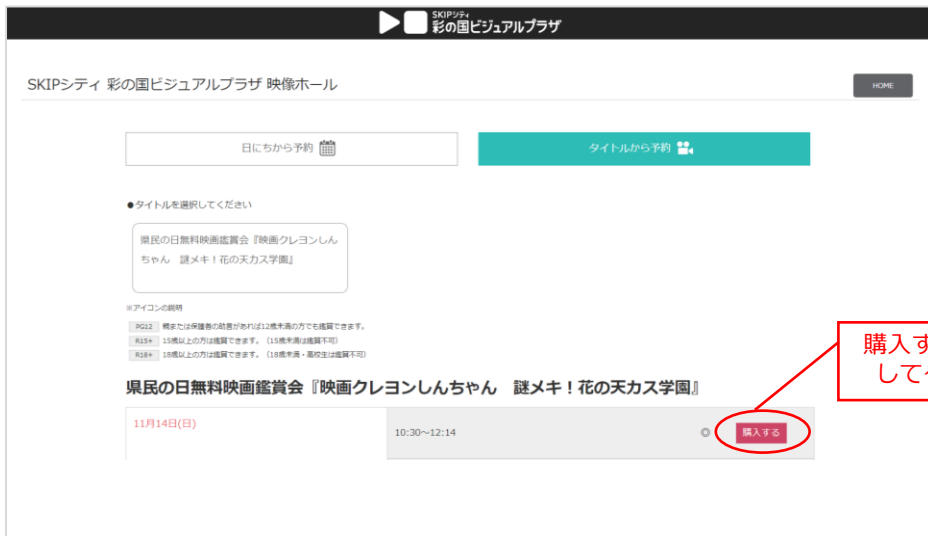 SKIPシティ
彩の国ビジュアルプラザ
SKIPシティ 彩の国ビジュアルプラザ 映像ホール
HOME
日にちから予約
タイトルから予約
●タイトルを選択してください
県民の日無料映画鑑賞会『映画クレヨンしん
ちゃん　謎メキ！花の天カス学園』
※アイコンの説明
PG12 親または保護者の助言があれば12歳未満の方でも鑑賞できます。
R15+ 15歳以上の方は鑑賞できます。（15歳未満は鑑賞不可）
R18+ 18歳以上の方は鑑賞できます。（18歳未満・高校生は鑑賞不可）
購入す
して
県民の日無料映画鑑賞会『映画クレヨンしんちゃん　謎メキ！花の天カス学園』
11月14日(日)
10:30～12:14
◎
購入する